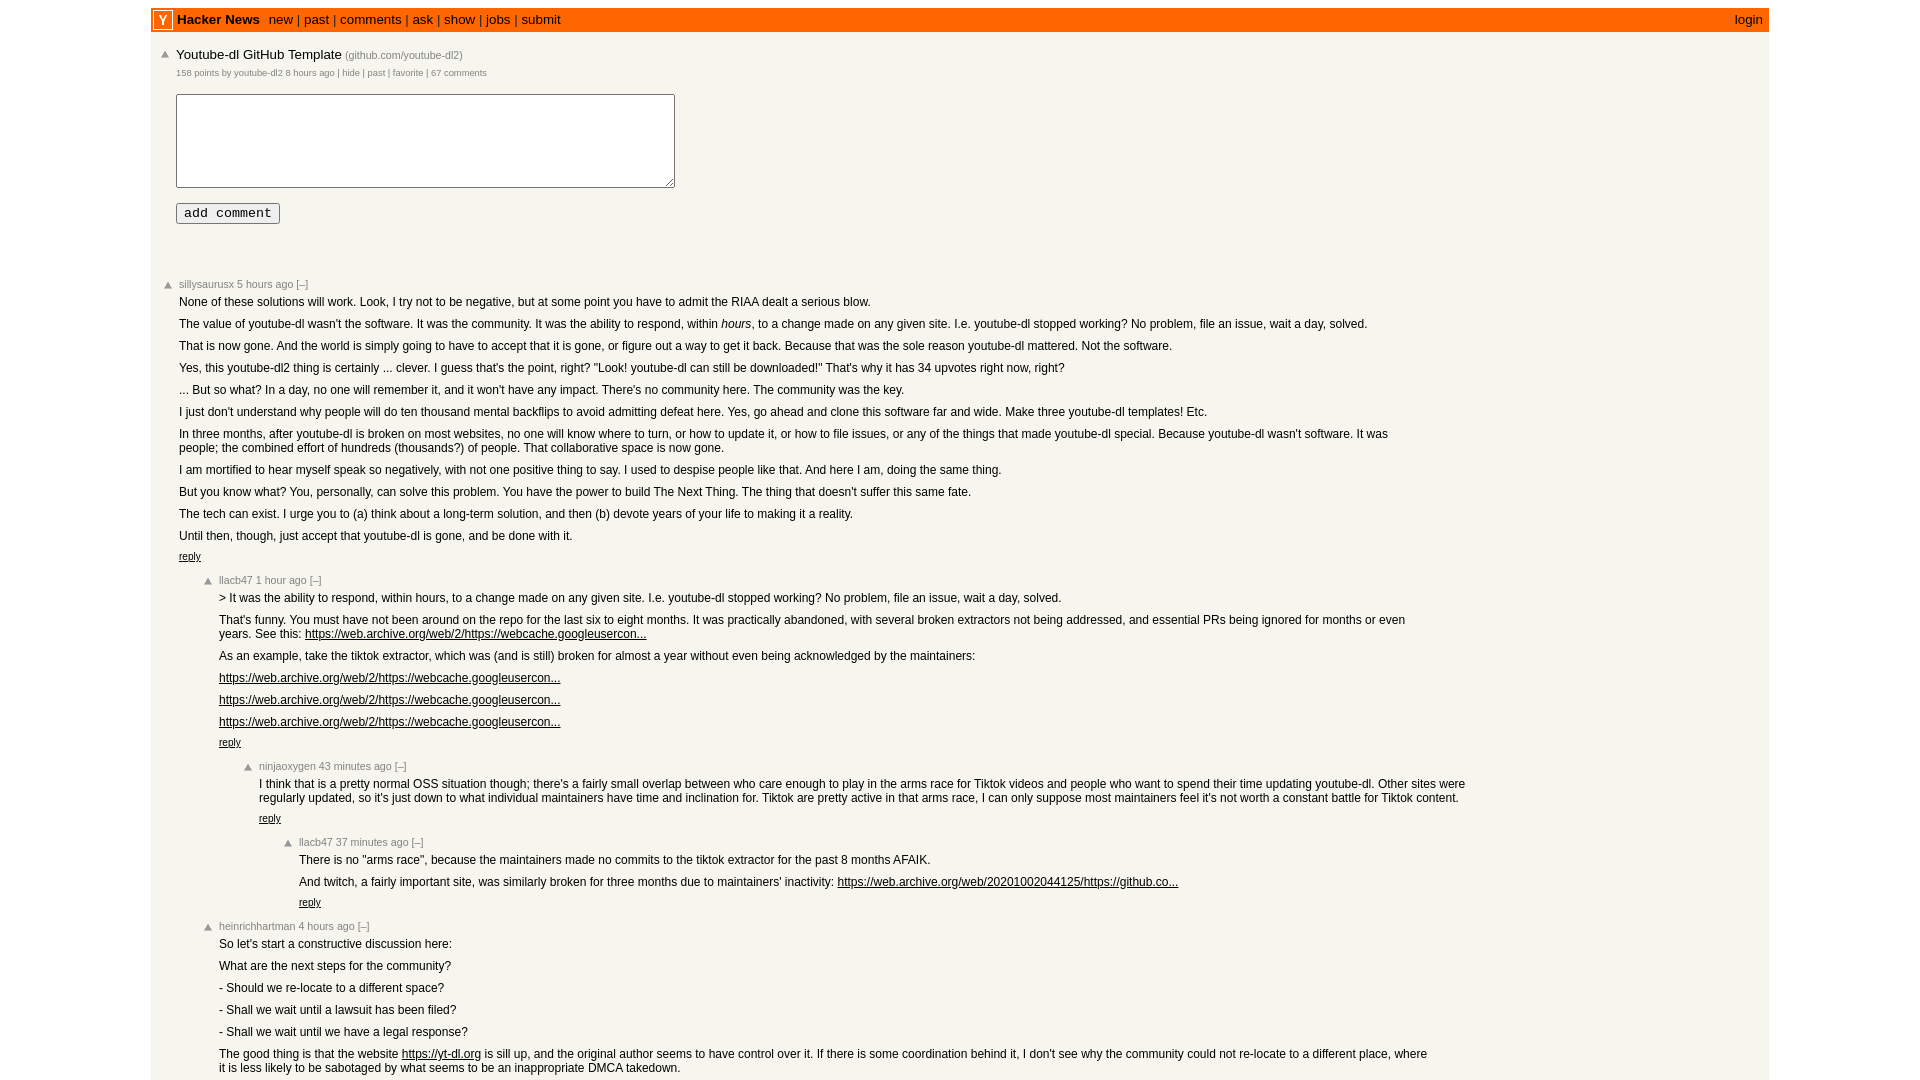 Y Hacker News new | past | comments | ask | show | jobs | submit login
Youtube-dl GitHub Template (github.com/youtube-dl2)
158 points by youtube-dl2 8 hours ago | hide | past | favorite | 67 comments
add comment
sillysaurusx 5 hours ago [–]
None of these solutions will work. Look, I try not to be negative, but at some point you have to admit the RIAA dealt a serious blow.
The value of youtube-dl wasn't the software. It was the community. It was the ability to respond, within hours, to a change made on any given site. I.e. youtube-dl stopped working? No problem, file an issue, wait a day, solved.
That is now gone. And the world is simply going to have to accept that it is gone, or figure out a way to get it back. Because that was the sole reason youtube-dl mattered. Not the software.
Yes, this youtube-dl2 thing is certainly ... clever. I guess that's the point, right? "Look! youtube-dl can still be downloaded!" That's why it has 34 upvotes right now, right?
... But so what? In a day, no one will remember it, and it won't have any impact. There's no community here. The community was the key.
I just don't understand why people will do ten thousand mental backflips to avoid admitting defeat here. Yes, go ahead and clone this software far and wide. Make three youtube-dl templates! Etc.
In three months, after youtube-dl is broken on most websites, no one will know where to turn, or how to update it, or how to file issues, or any of the things that made youtube-dl special. Because youtube-dl wasn't software. It was
people; the combined effort of hundreds (thousands?) of people. That collaborative space is now gone.
I am mortified to hear myself speak so negatively, with not one positive thing to say. I used to despise people like that. And here I am, doing the same thing.
But you know what? You, personally, can solve this problem. You have the power to build The Next Thing. The thing that doesn't suffer this same fate.
The tech can exist. I urge you to (a) think about a long-term solution, and then (b) devote years of your life to making it a reality.
Until then, though, just accept that youtube-dl is gone, and be done with it.
reply
llacb47 1 hour ago [–]
> It was the ability to respond, within hours, to a change made on any given site. I.e. youtube-dl stopped working? No problem, file an issue, wait a day, solved.
That's funny. You must have not been around on the repo for the last six to eight months. It was practically abandoned, with several broken extractors not being addressed, and essential PRs being ignored for months or even
years. See this: https://web.archive.org/web/2/https://webcache.googleusercon...
As an example, take the tiktok extractor, which was (and is still) broken for almost a year without even being acknowledged by the maintainers:
https://web.archive.org/web/2/https://webcache.googleusercon...
https://web.archive.org/web/2/https://webcache.googleusercon...
https://web.archive.org/web/2/https://webcache.googleusercon...
reply
ninjaoxygen 43 minutes ago [–]
I think that is a pretty normal OSS situation though; there's a fairly small overlap between who care enough to play in the arms race for Tiktok videos and people who want to spend their time updating youtube-dl. Other sites were
regularly updated, so it's just down to what individual maintainers have time and inclination for. Tiktok are pretty active in that arms race, I can only suppose most maintainers feel it's not worth a constant battle for Tiktok content.
reply
llacb47 37 minutes ago [–]
There is no "arms race", because the maintainers made no commits to the tiktok extractor for the past 8 months AFAIK.
And twitch, a fairly important site, was similarly broken for three months due to maintainers' inactivity: https://web.archive.org/web/20201002044125/https://github.co...
reply
heinrichhartman 4 hours ago [–]
So let's start a constructive discussion here:
What are the next steps for the community?
- Should we re-locate to a different space?
- Shall we wait until a lawsuit has been filed?
- Shall we wait until we have a legal response?
The good thing is that the website https://yt-dl.org is sill up, and the original author seems to have control over it. If there is some coordination behind it, I don't see why the community could not re-locate to a different place, where
it is less likely to be sabotaged by what seems to be an inappropriate DMCA takedown.